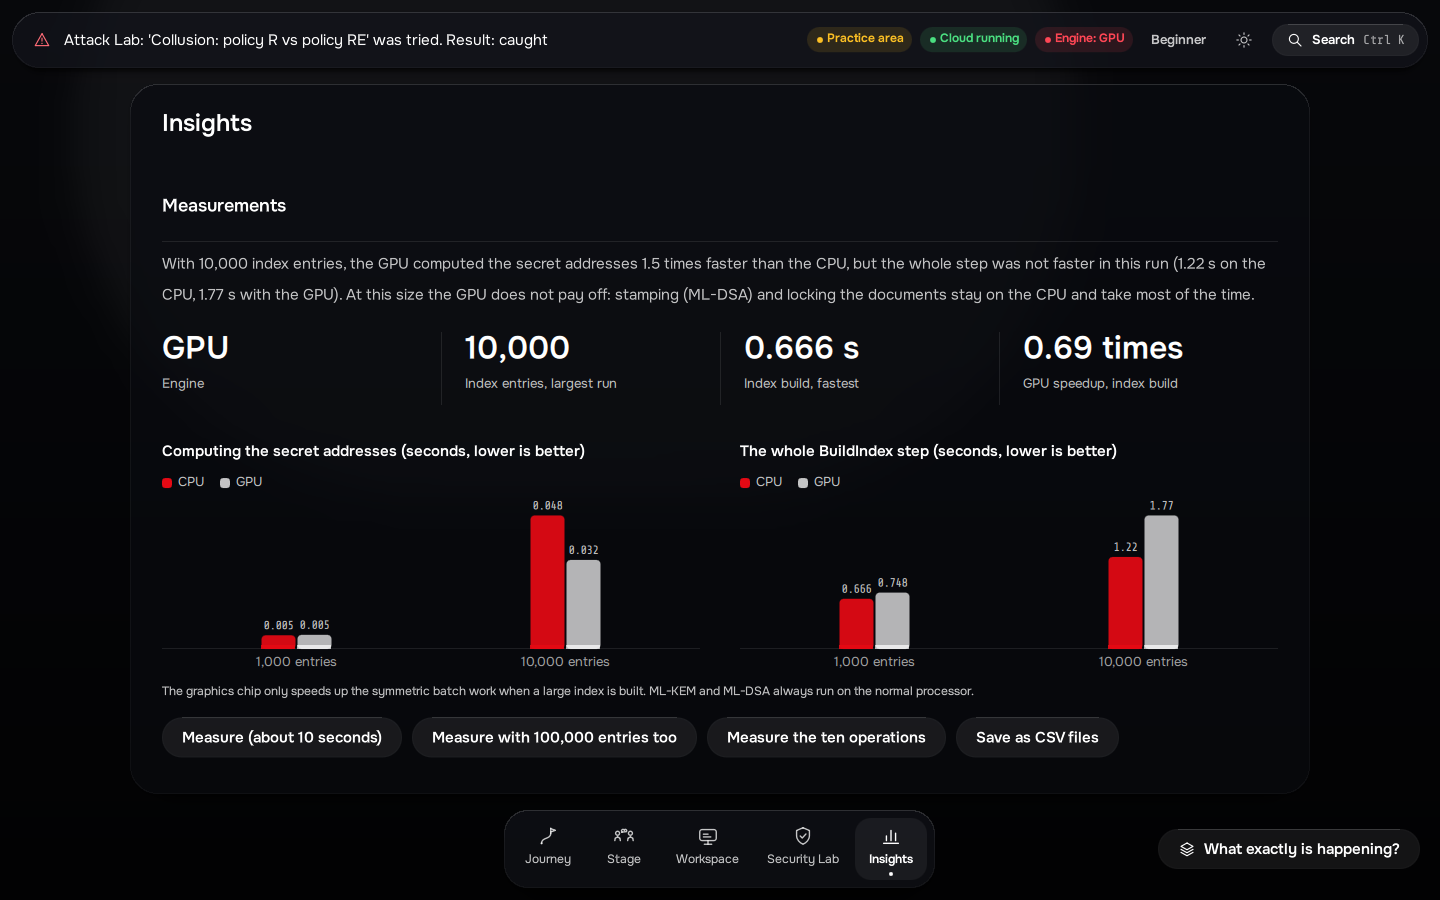 Attack Lab: 'Collusion: policy R vs policy RE' was tried. Result: caught
Practice area
Cloud running
Engine: GPU
Beginner
Search Ctrl K
Insights
Measurements
With 10,000 index entries, the GPU computed the secret addresses 1.5 times faster than the CPU, but the whole step was not faster in this run (1.22 s on the
CPU, 1.77 s with the GPU). At this size the GPU does not pay off: stamping (ML-DSA) and locking the documents stay on the CPU and take most of the time.
GPU
Engine
10,000
Index entries, largest run
0.666 s
Index build, fastest
0.69 times
GPU speedup, index build
Computing the secret addresses (seconds, lower is better)
CPU GPU
0.048
0.032
0.005 0.005
1,000 entries 10,000 entries
The whole BuildIndex step (seconds, lower is better)
CPU GPU
1.77
1.22
0.666 0.748
1,000 entries 10,000 entries
The graphics chip only speeds up the symmetric batch work when a large index is built. ML-KEM and ML-DSA always run on the normal processor.
Measure (about 10 seconds)
Measure with 100,000 entries too
Measure the ten operations
Save as CSV files
Journey
Stage
Workspace
Security Lab
Insights
What exactly is happening?